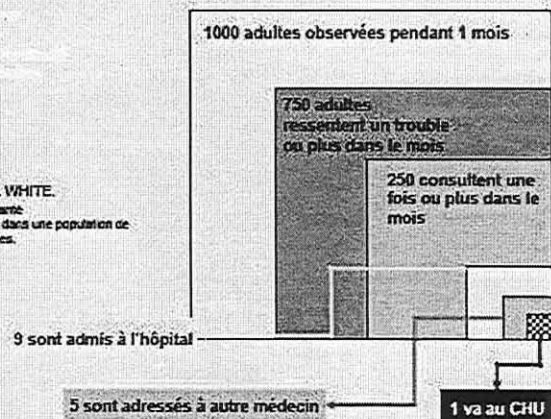 1000 adultes observées pendant 1 mois
750 adultes
ressentent un trouble
ou plus dans le mois
250 consultent une
fois ou plus dans le
mois
WHITE.
dans une population de
9 sont admis à l'hôpital
5 sont adressés à autre médecin
1 va au CHU